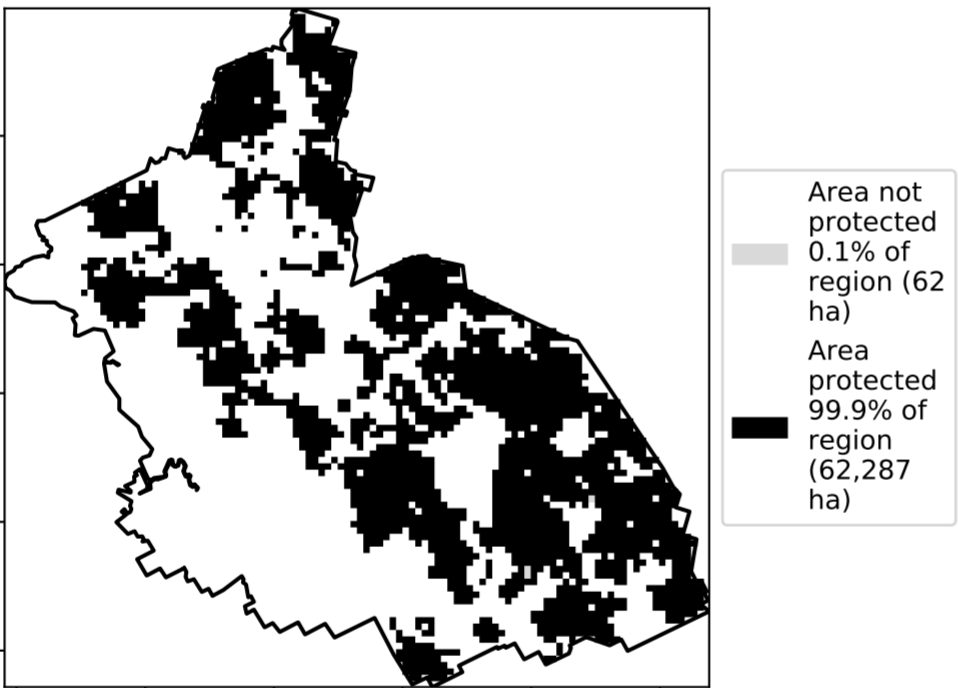 Area not
protected
0.1% of
region (62
ha)
Area
protected
99.9% of
region
(62,287
ha)